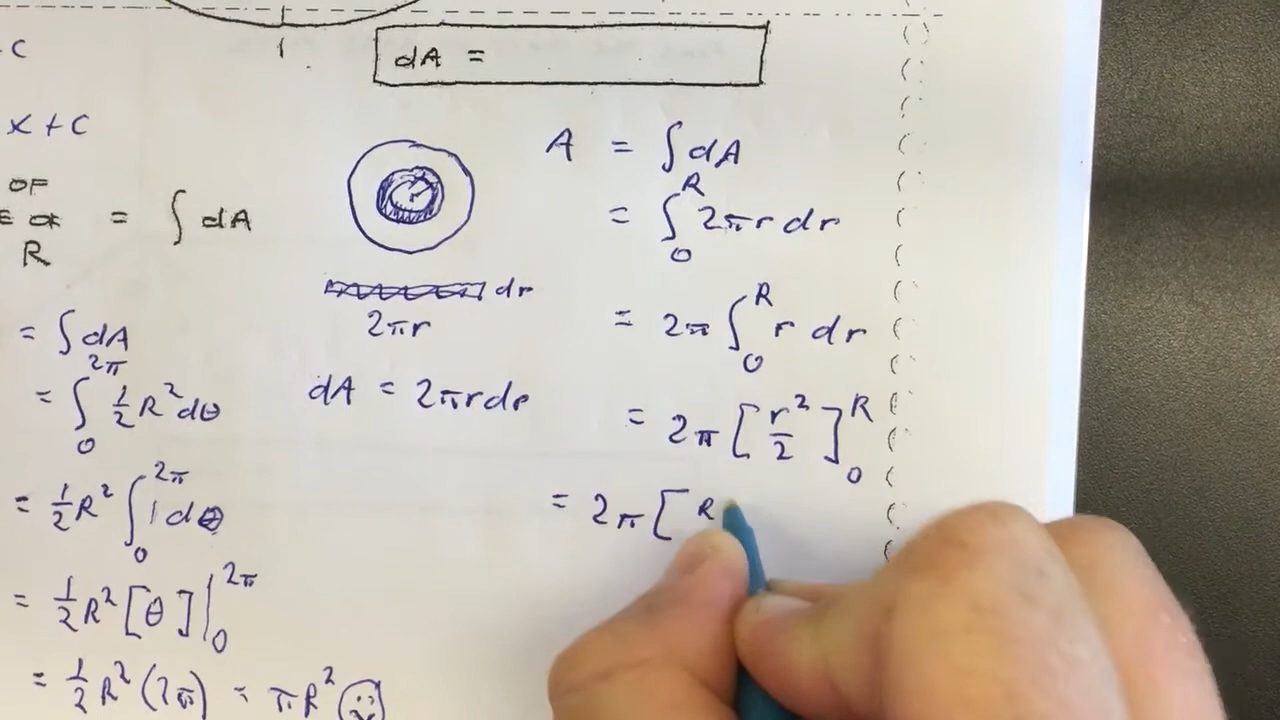 1
dA =
C
x + C
OF
R
= ∫ dA
= ∫ dA
= ∫₀^2π ½ R² dθ
= ½ R² ∫₀^2π 1 dθ
= ½ R² [θ] |₀^2π
= ½ R² (2π) = πR²
dr
2πr
dA = 2πrdr
A = ∫ dA
= ∫₀^R 2πr dr
= 2π ∫₀^R r dr
= 2π [r²/2]₀^R
= 2π [ R